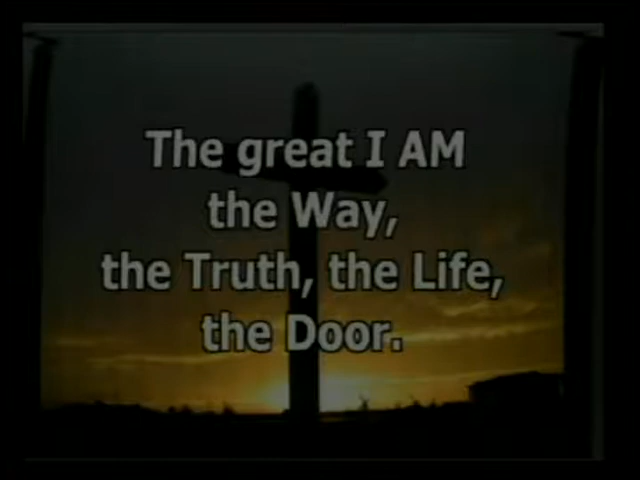 The great I AM
the Way,
the Truth, the Life,
the Door.